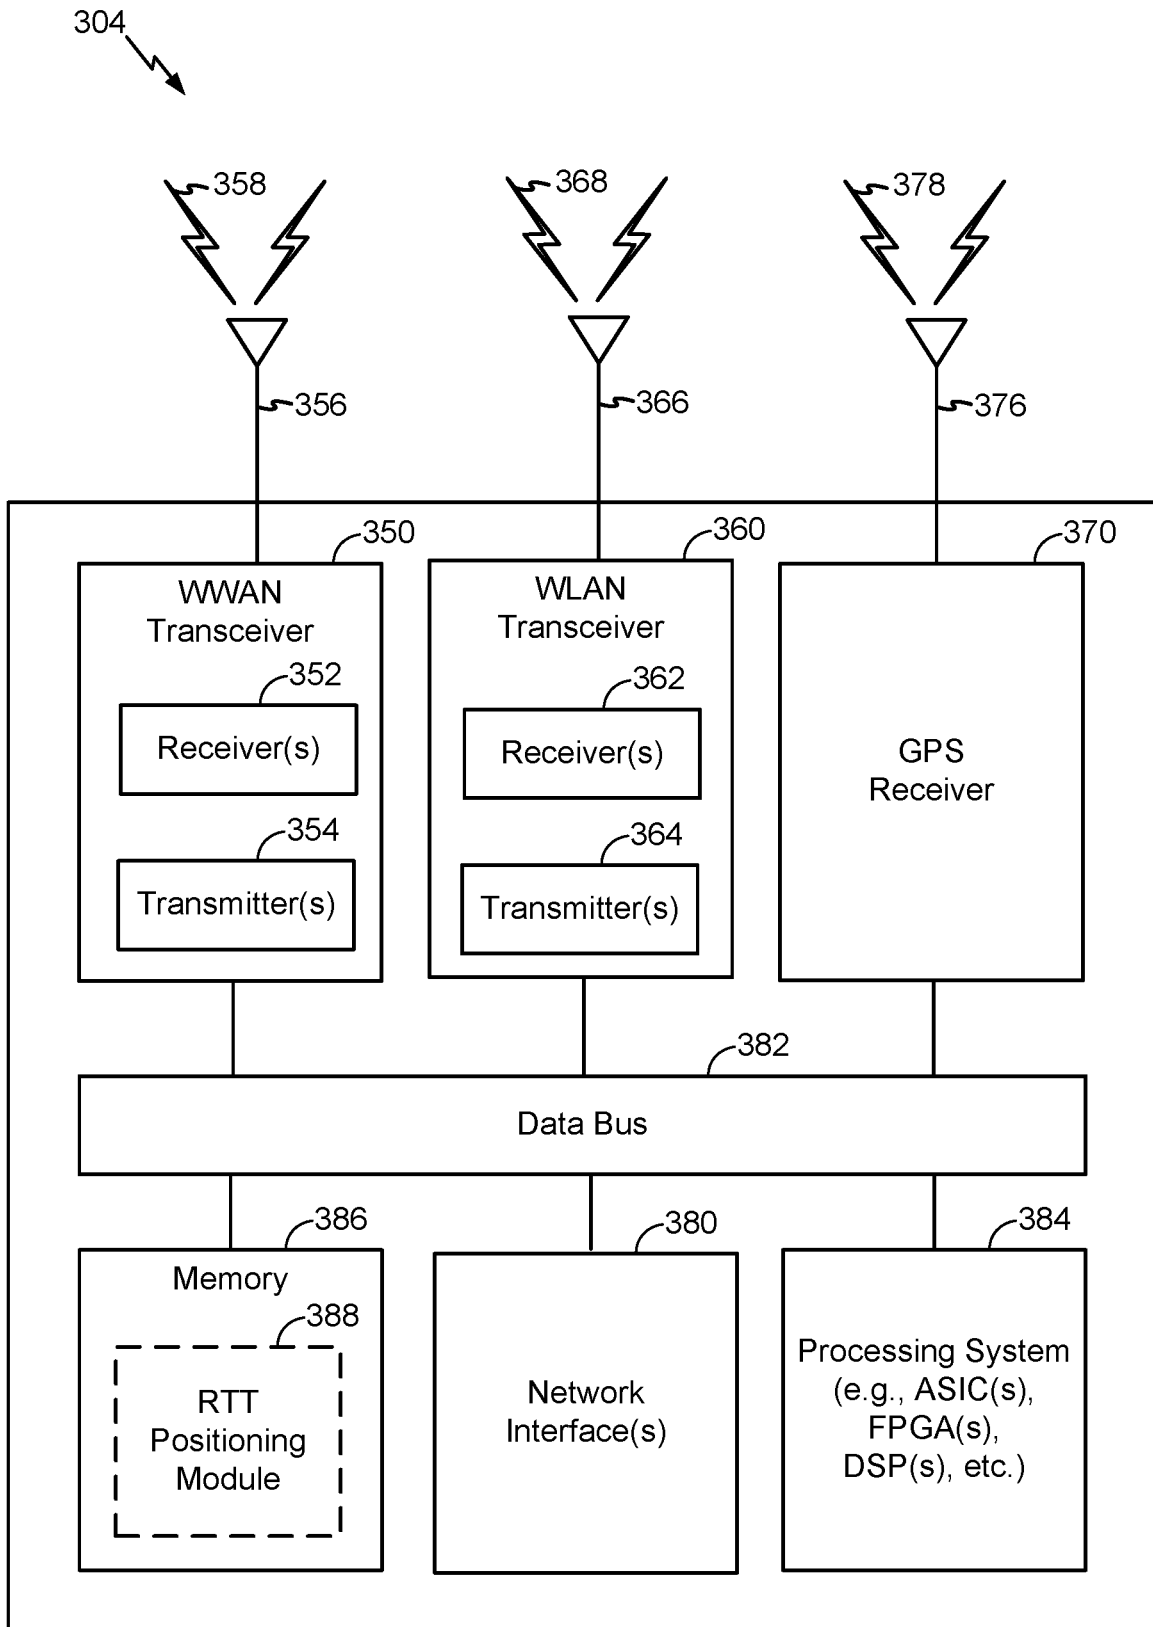 304
358
368
378
356
366
376
350
360
370
WWAN
Transceiver
WLAN
Transceiver
352
362
Receiver(s)
Receiver(s)
GPS
Receiver
354
364
Transmitter(s)
Transmitter(s)
382
Data Bus
386
380
384
Memory
388
RTT
Positioning
Module
Network
Interface(s)
Processing System
(e.g., ASIC(s),
FPGA(s),
DSP(s), etc.)